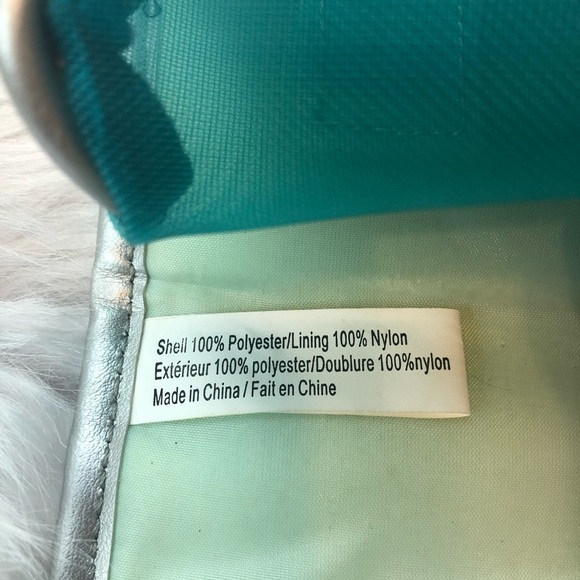 Shell 100% Polyester/Lining 100% Nylon
Extérieur 100% polyester/Doublure 100%nylon
Made in China / Fait en Chine